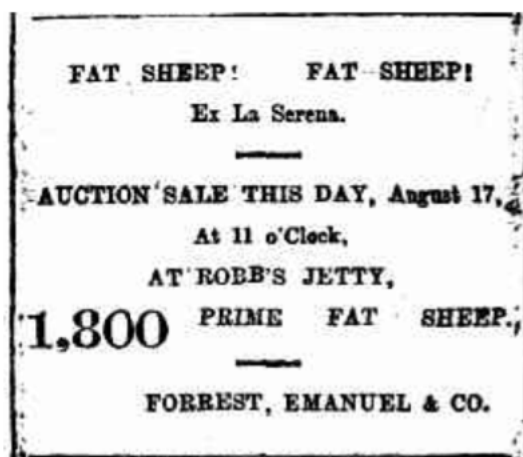 FAT SHEEP! FAT SHEEP!
Ex La Serena.
AUCTION SALE THIS DAY, August 17,
At 11 o'Clock,
AT ROBB'S JETTY,
1,800 PRIME FAT SHEEP.
FORREST, EMANUEL & CO.